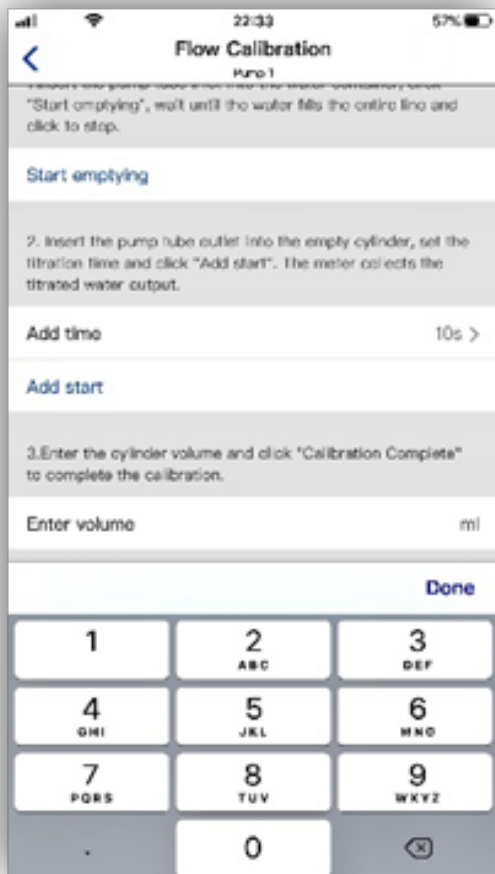 22:33
57%
Flow Calibration
Pump 1
"Start emptying", wait until the water fills the entire line and
click to stop.
Start emptying
2. Insert the pump tube outlet into the empty cylinder, set the
titration time and click "Add start". The meter collects the
titrated water output.
Add time
10s >
Add start
3.Enter the cylinder volume and click "Calibration Complete"
to complete the calibration.
Enter volume
ml
Done
1
2
ABC
3
DEF
4
GHI
5
JKL
6
MNO
7
PQRS
8
TUV
9
WXYZ
.
0